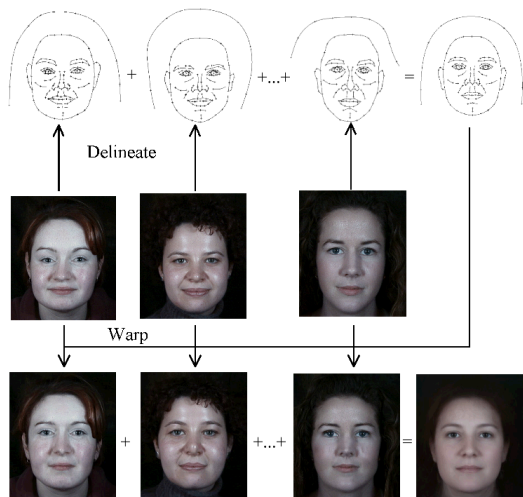 + +...+ =
Delineate
Warp
+ +...+ =